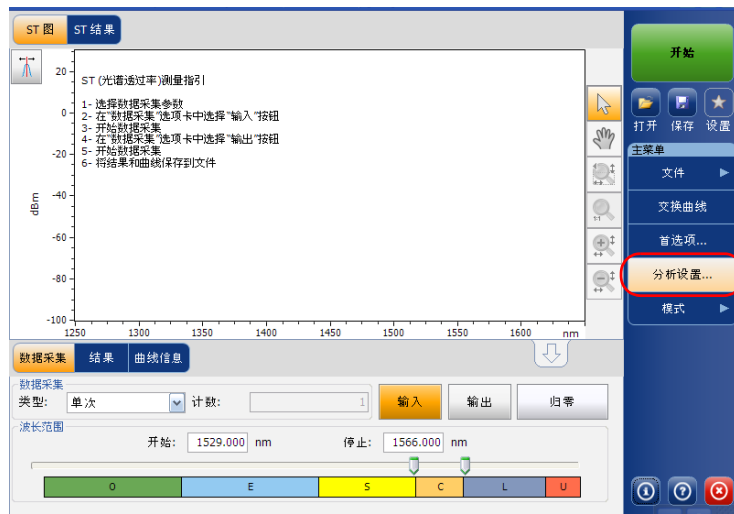 ST 图
ST 结果
开始
打开
保存
设置
主菜单
文件
交换曲线
首选项...
分析设置...
模式
20
0
-20
-40
-60
-80
-100
dBm
ST (光谱透过率)测量指引
1- 选择数据采集参数
2- 在"数据采集"选项卡中选择"输入"按钮
3- 开始数据采集
4- 在"数据采集"选项卡中选择"输出"按钮
5- 开始数据采集
6- 将结果和曲线保存到文件
1:1
1250 1300 1350 1400 1450 1500 1550 1600 nm
数据采集
结果
曲线信息
数据采集
类型: 单次 计数: 1 输入 输出 归零
波长范围
开始: 1529.000 nm 停止: 1566.000 nm
O E S C L U